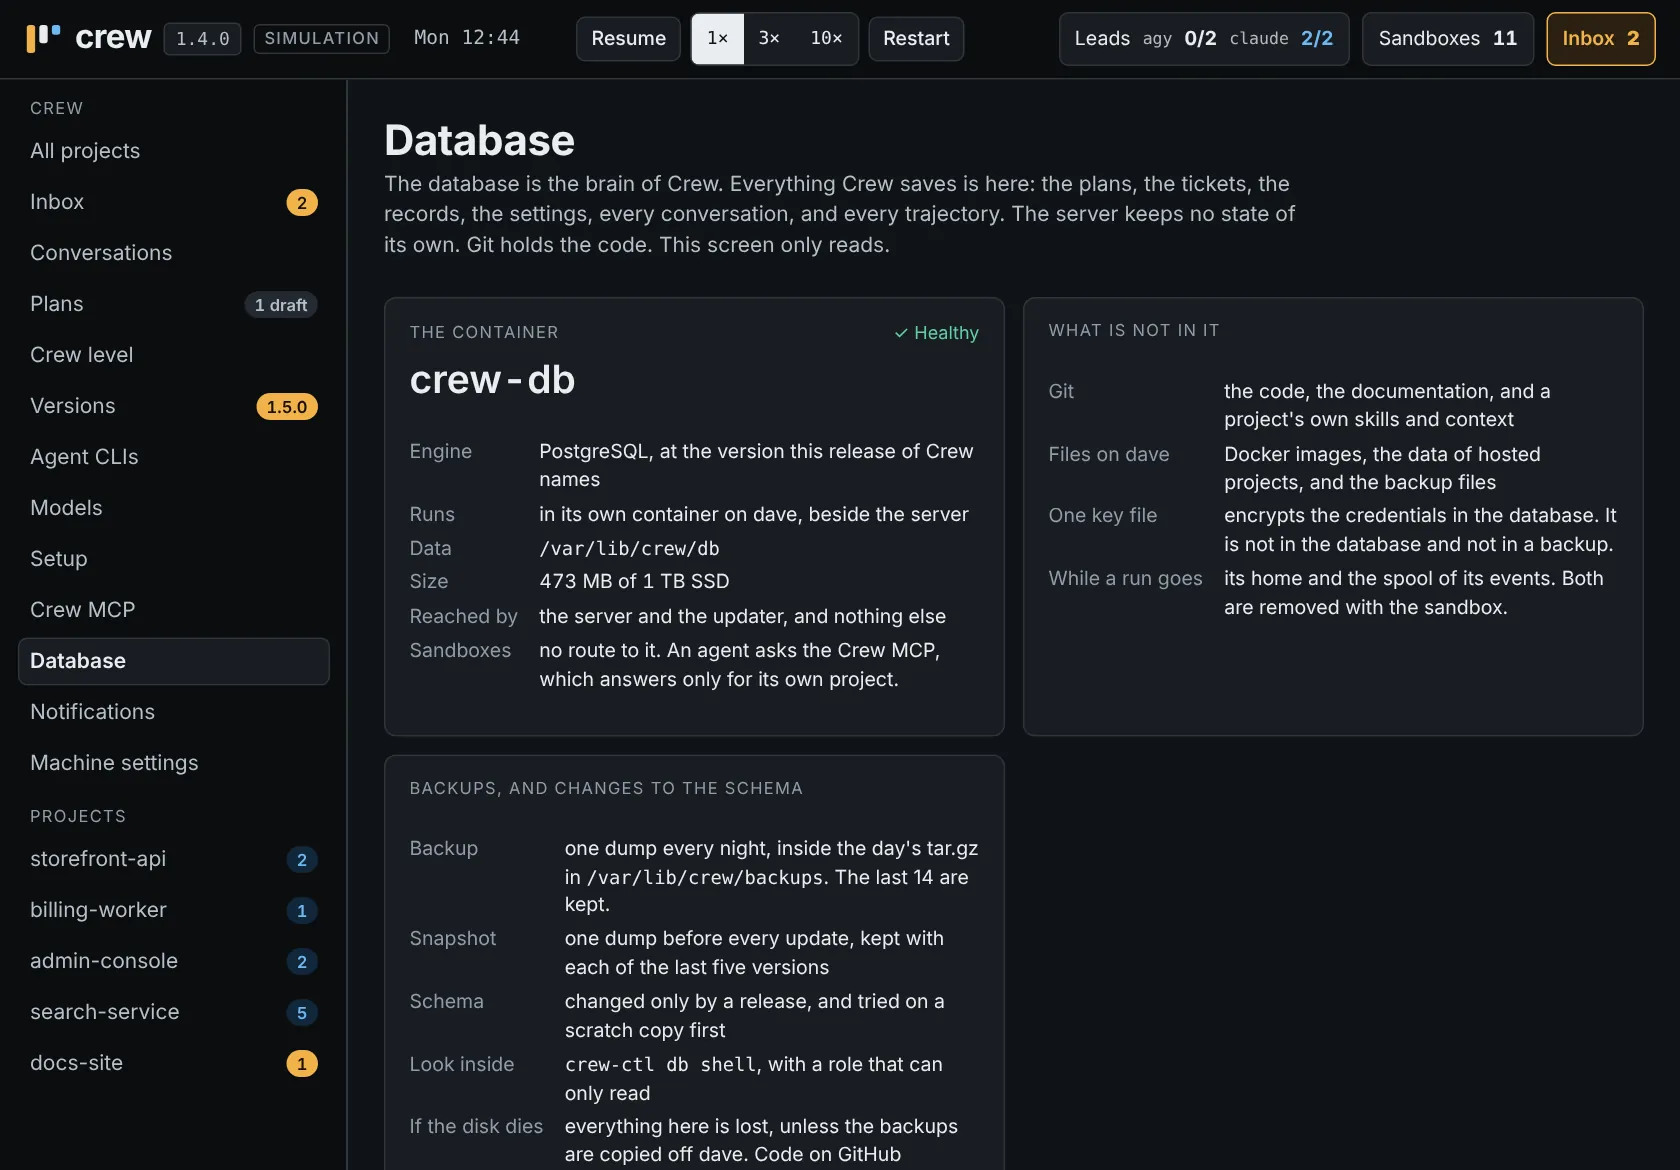 crew 1.4.0 SIMULATION Mon 12:44 Resume 1× 3× 10× Restart Leads agy 0/2 claude 2/2 Sandboxes 11 Inbox 2
CREW
All projects
Inbox 2
Conversations
Plans 1 draft
Crew level
Versions 1.5.0
Agent CLIs
Models
Setup
Crew MCP
Database
Notifications
Machine settings
PROJECTS
storefront-api 2
billing-worker 1
admin-console 2
search-service 5
docs-site 1
Database
The database is the brain of Crew. Everything Crew saves is here: the plans, the tickets, the
records, the settings, every conversation, and every trajectory. The server keeps no state of
its own. Git holds the code. This screen only reads.
THE CONTAINER ✓ Healthy
crew-db
Engine PostgreSQL, at the version this release of Crew
names
Runs in its own container on dave, beside the server
Data /var/lib/crew/db
Size 473 MB of 1 TB SSD
Reached by the server and the updater, and nothing else
Sandboxes no route to it. An agent asks the Crew MCP,
which answers only for its own project.
WHAT IS NOT IN IT
Git the code, the documentation, and a
project's own skills and context
Files on dave Docker images, the data of hosted
projects, and the backup files
One key file encrypts the credentials in the database. It
is not in the database and not in a backup.
While a run goes its home and the spool of its events. Both
are removed with the sandbox.
BACKUPS, AND CHANGES TO THE SCHEMA
Backup one dump every night, inside the day's tar.gz
in /var/lib/crew/backups. The last 14 are
kept.
Snapshot one dump before every update, kept with
each of the last five versions
Schema changed only by a release, and tried on a
scratch copy first
Look inside crew-ctl db shell, with a role that can
only read
If the disk dies everything here is lost, unless the backups
are copied off dave. Code on GitHub